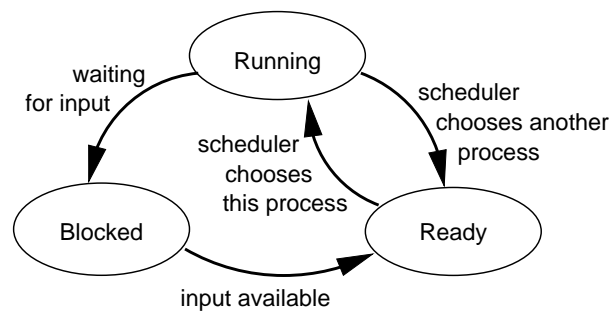 Running
waiting
for input
scheduler
chooses another
process
scheduler
chooses
this process
Blocked
Ready
input available